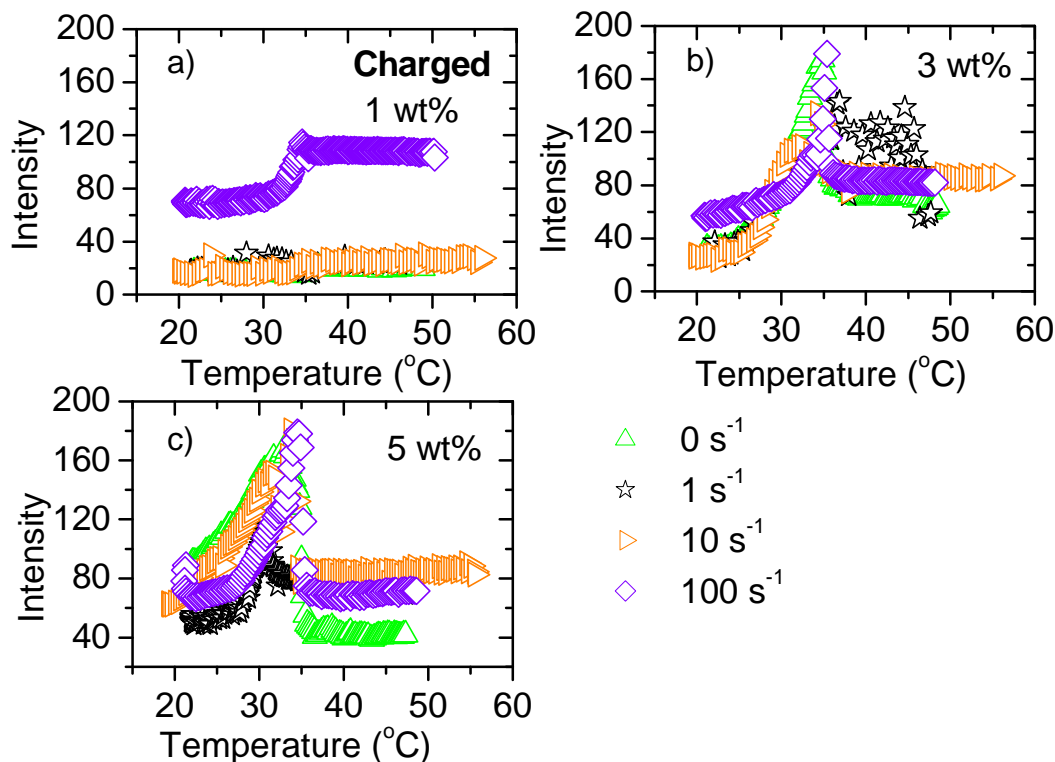 a)
Charged
1 wt%
200
160
120
80
40
0
Intensity
20 30 40 50 60
Temperature (°C)
b)
3 wt%
200
160
120
80
40
0
Intensity
20 30 40 50 60
Temperature (°C)
c)
5 wt%
200
160
120
80
40
Intensity
20 30 40 50 60
Temperature (°C)
0 s⁻¹
1 s⁻¹
10 s⁻¹
100 s⁻¹